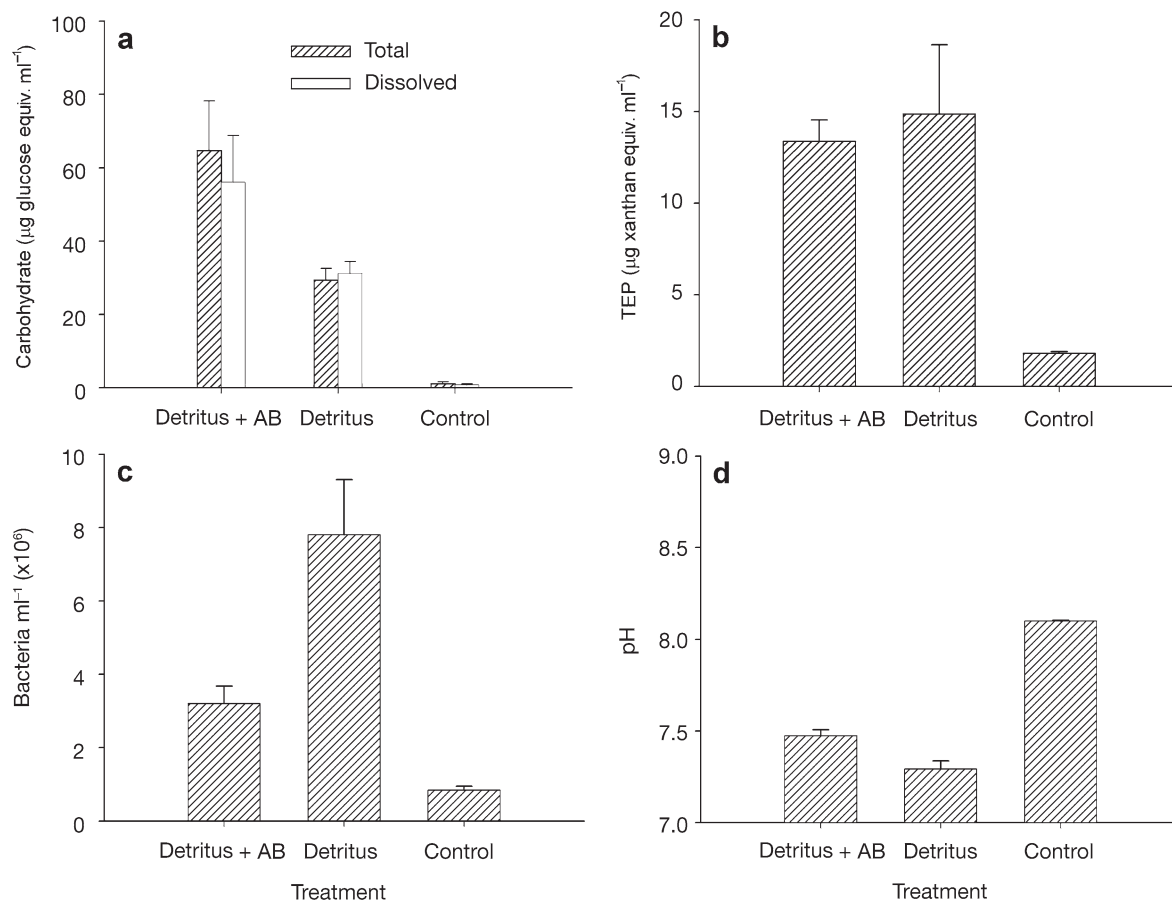 a
Total
Dissolved
Carbohydrate (μg glucose equiv. ml⁻¹)
100
80
60
40
20
0
Detritus + AB Detritus Control
b
TEP (μg xanthan equiv. ml⁻¹)
20
15
10
5
0
Detritus + AB Detritus Control
c
Bacteria ml⁻¹ (x10⁶)
10
8
6
4
2
0
Detritus + AB Detritus Control
Treatment
d
pH
9.0
8.5
8.0
7.5
7.0
Detritus + AB Detritus Control
Treatment